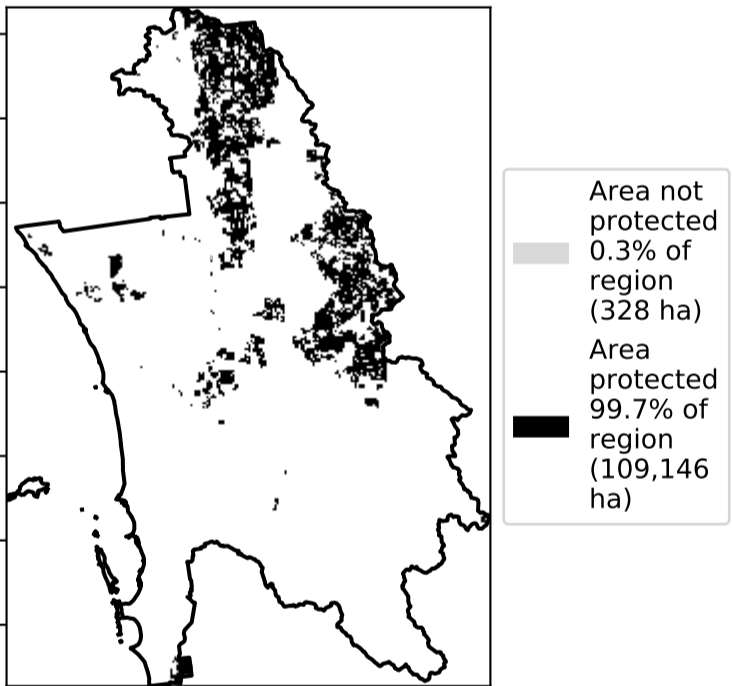 Area not
protected
0.3% of
region
(328 ha)
Area
protected
99.7% of
region
(109,146
ha)